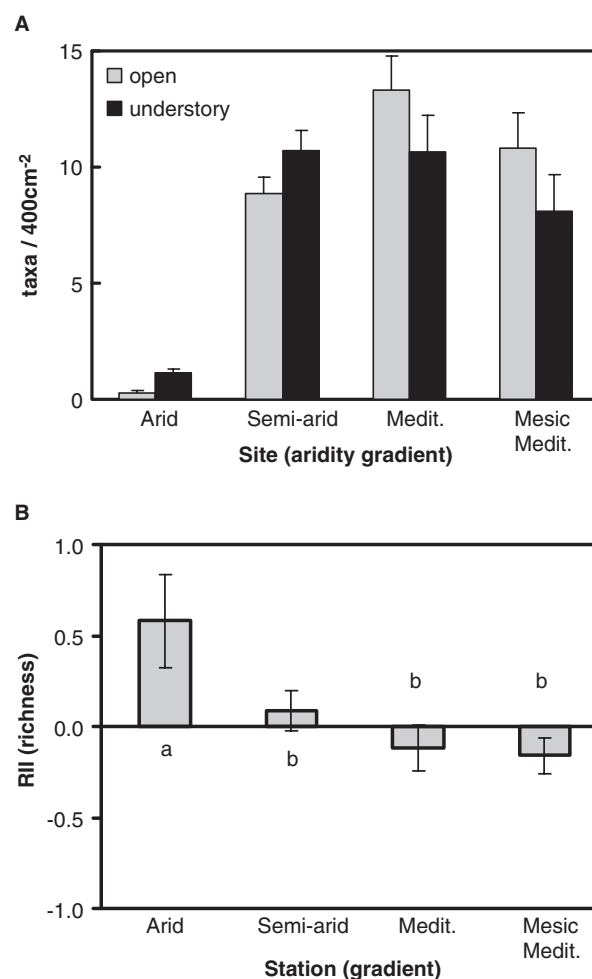 A
15
open
understory
10
5
0
taxa / 400cm⁻²
Arid Semi-arid Medit. Mesic
Medit.
Site (aridity gradient)
B
1.0
0.5
0.0
-0.5
-1.0
RII (richness)
a
b
b
b
Arid Semi-arid Medit. Mesic
Medit.
Station (gradient)